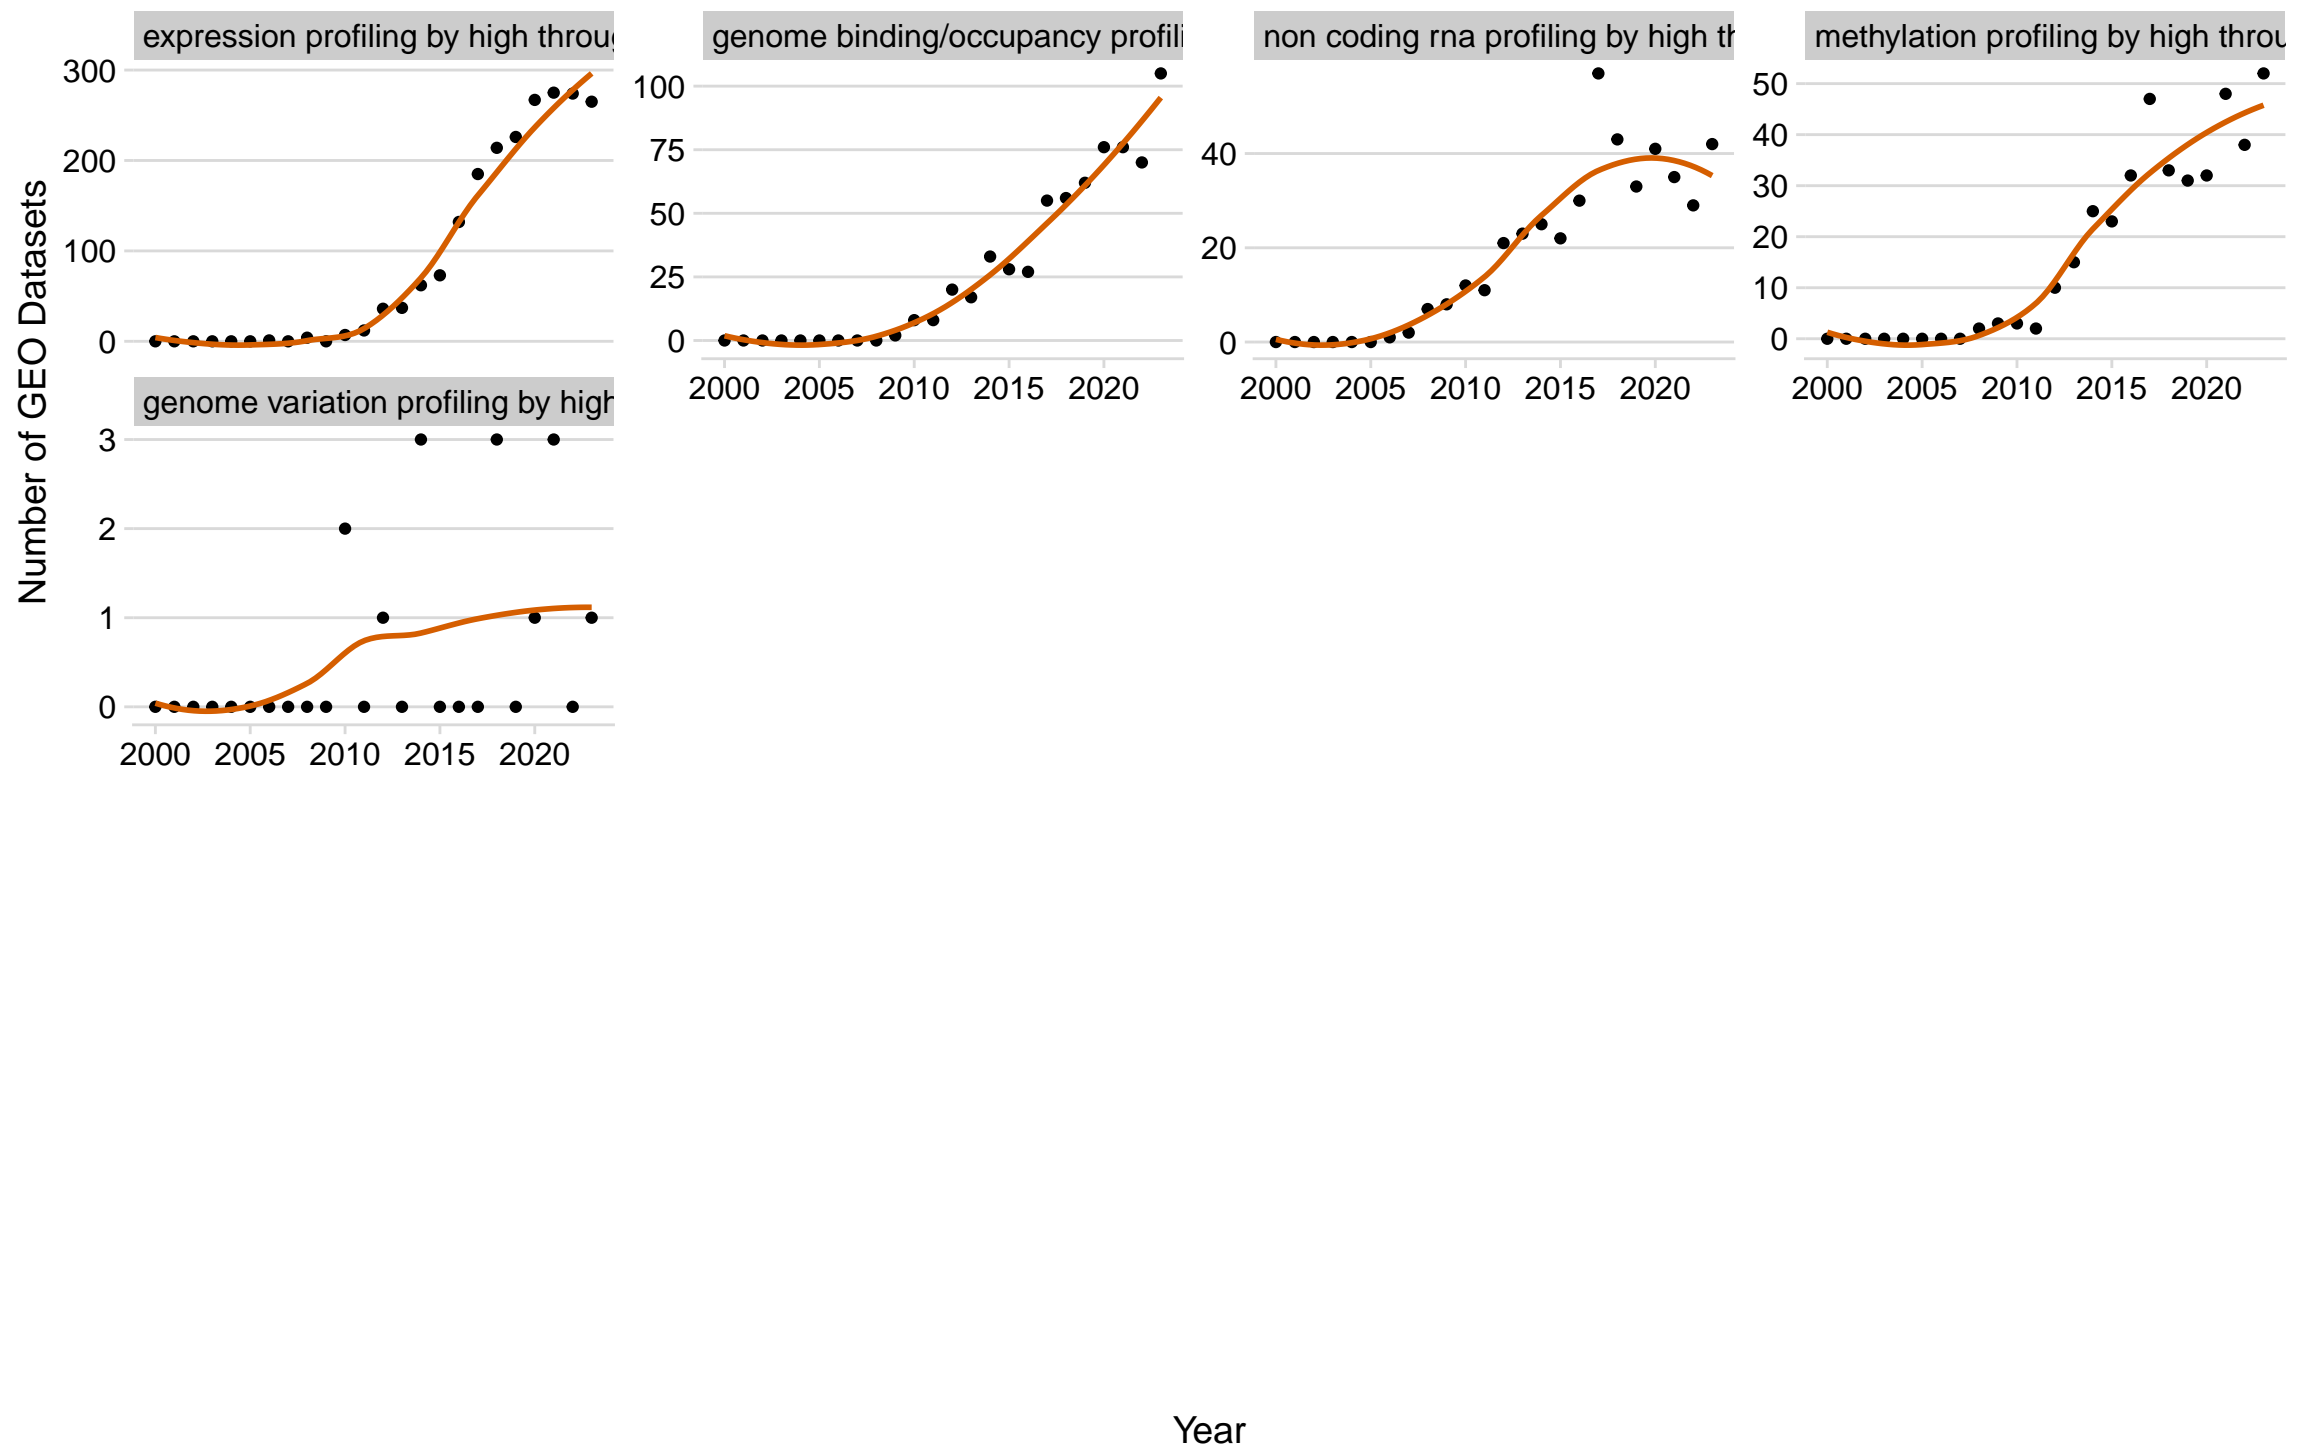 expression profiling by high throug
genome binding/occupancy profili
non coding rna profiling by high th
methylation profiling by high throu
300
200
100
0
100
75
50
25
0
2000 2005 2010 2015 2020
40
20
0
2000 2005 2010 2015 2020
50
40
30
20
10
0
2000 2005 2010 2015 2020
genome variation profiling by high
3
2
1
0
2000 2005 2010 2015 2020
Number of GEO Datasets
Year